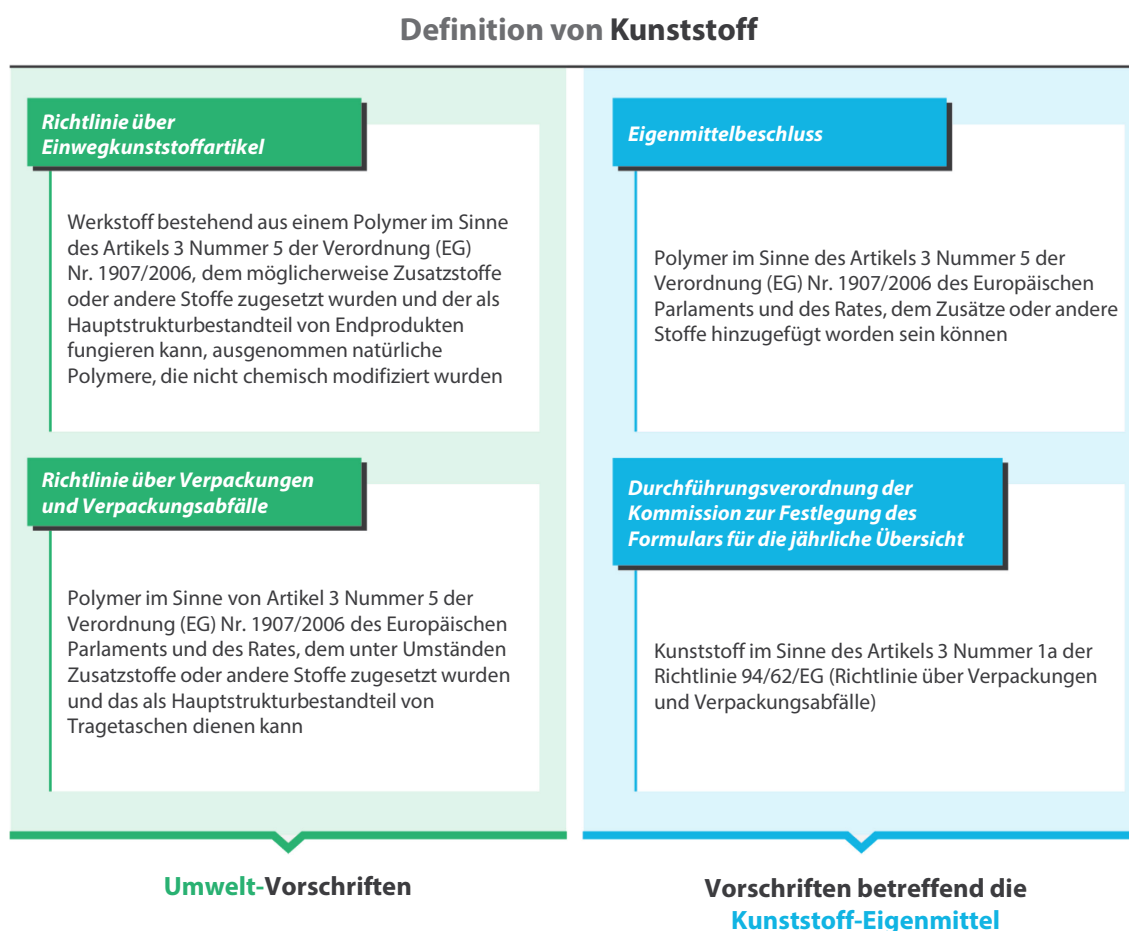 Definition von Kunststoff
Richtlinie über
Einwegkunststoffartikel
Werkstoff bestehend aus einem Polymer im Sinne
des Artikels 3 Nummer 5 der Verordnung (EG)
Nr. 1907/2006, dem möglicherweise Zusatzstoffe
oder andere Stoffe zugesetzt wurden und der als
Hauptstrukturbestandteil von Endprodukten
fungieren kann, ausgenommen natürliche
Polymere, die nicht chemisch modifiziert wurden
Richtlinie über Verpackungen
und Verpackungsabfälle
Polymer im Sinne von Artikel 3 Nummer 5 der
Verordnung (EG) Nr. 1907/2006 des Europäischen
Parlaments und des Rates, dem unter Umständen
Zusatzstoffe oder andere Stoffe zugesetzt wurden
und das als Hauptstrukturbestandteil von
Tragetaschen dienen kann
Umwelt-Vorschriften
Eigenmittelbeschluss
Polymer im Sinne des Artikels 3 Nummer 5 der
Verordnung (EG) Nr. 1907/2006 des Europäischen
Parlaments und des Rates, dem Zusätze oder andere
Stoffe hinzugefügt worden sein können
Durchführungsverordnung der
Kommission zur Festlegung des
Formulars für die jährliche Übersicht
Kunststoff im Sinne des Artikels 3 Nummer 1a der
Richtlinie 94/62/EG (Richtlinie über Verpackungen
und Verpackungsabfälle)
Vorschriften betreffend die
Kunststoff-Eigenmittel